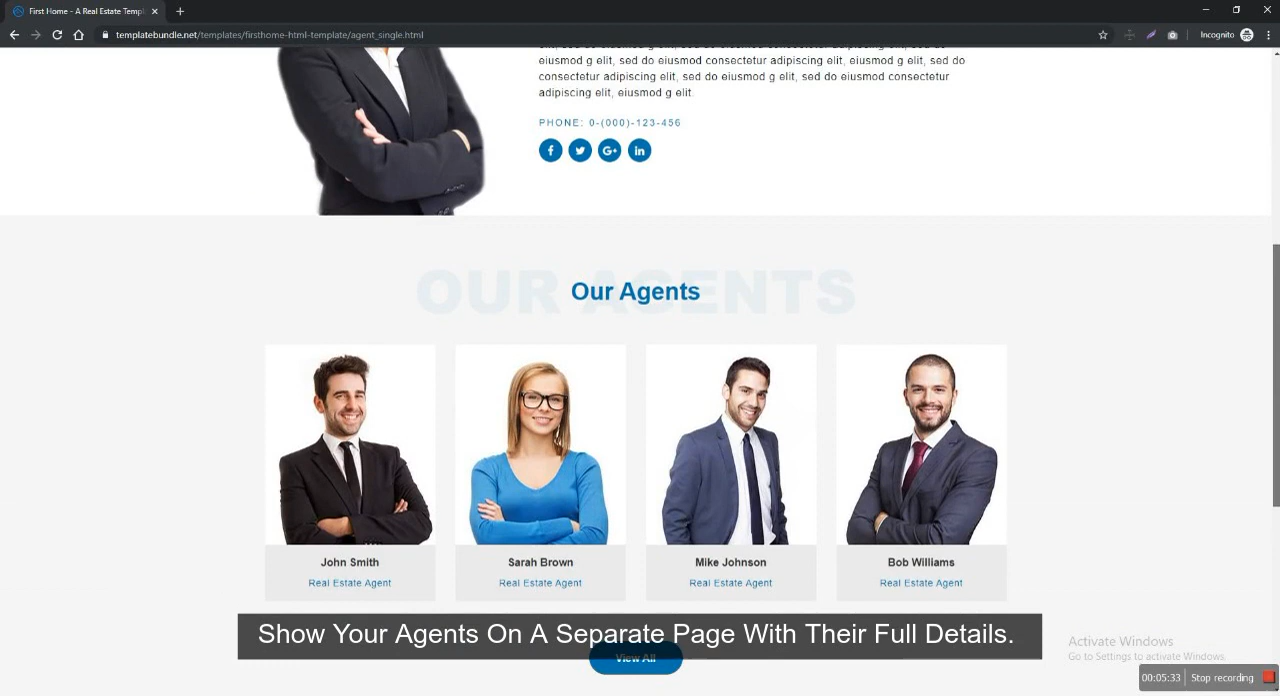 First Home - A Real Estate Templ
templatebundle.net/templates/firsthome-html-template/agent_single.html
Incognito
eiusmod g elit, sed do eiusmod consectetur adipiscing elit, eiusmod g elit, sed do
consectetur adipiscing elit, sed do eiusmod g elit, sed do eiusmod consectetur
adipiscing elit, eiusmod g elit.
PHONE: 0-(000)-123-456
OUR AGENTS
Our Agents
John Smith
Real Estate Agent
Sarah Brown
Real Estate Agent
Mike Johnson
Real Estate Agent
Bob Williams
Real Estate Agent
Show Your Agents On A Separate Page With Their Full Details.
View All
Activate Windows
Go to Settings to activate Windows.
00:05:33 Stop recording